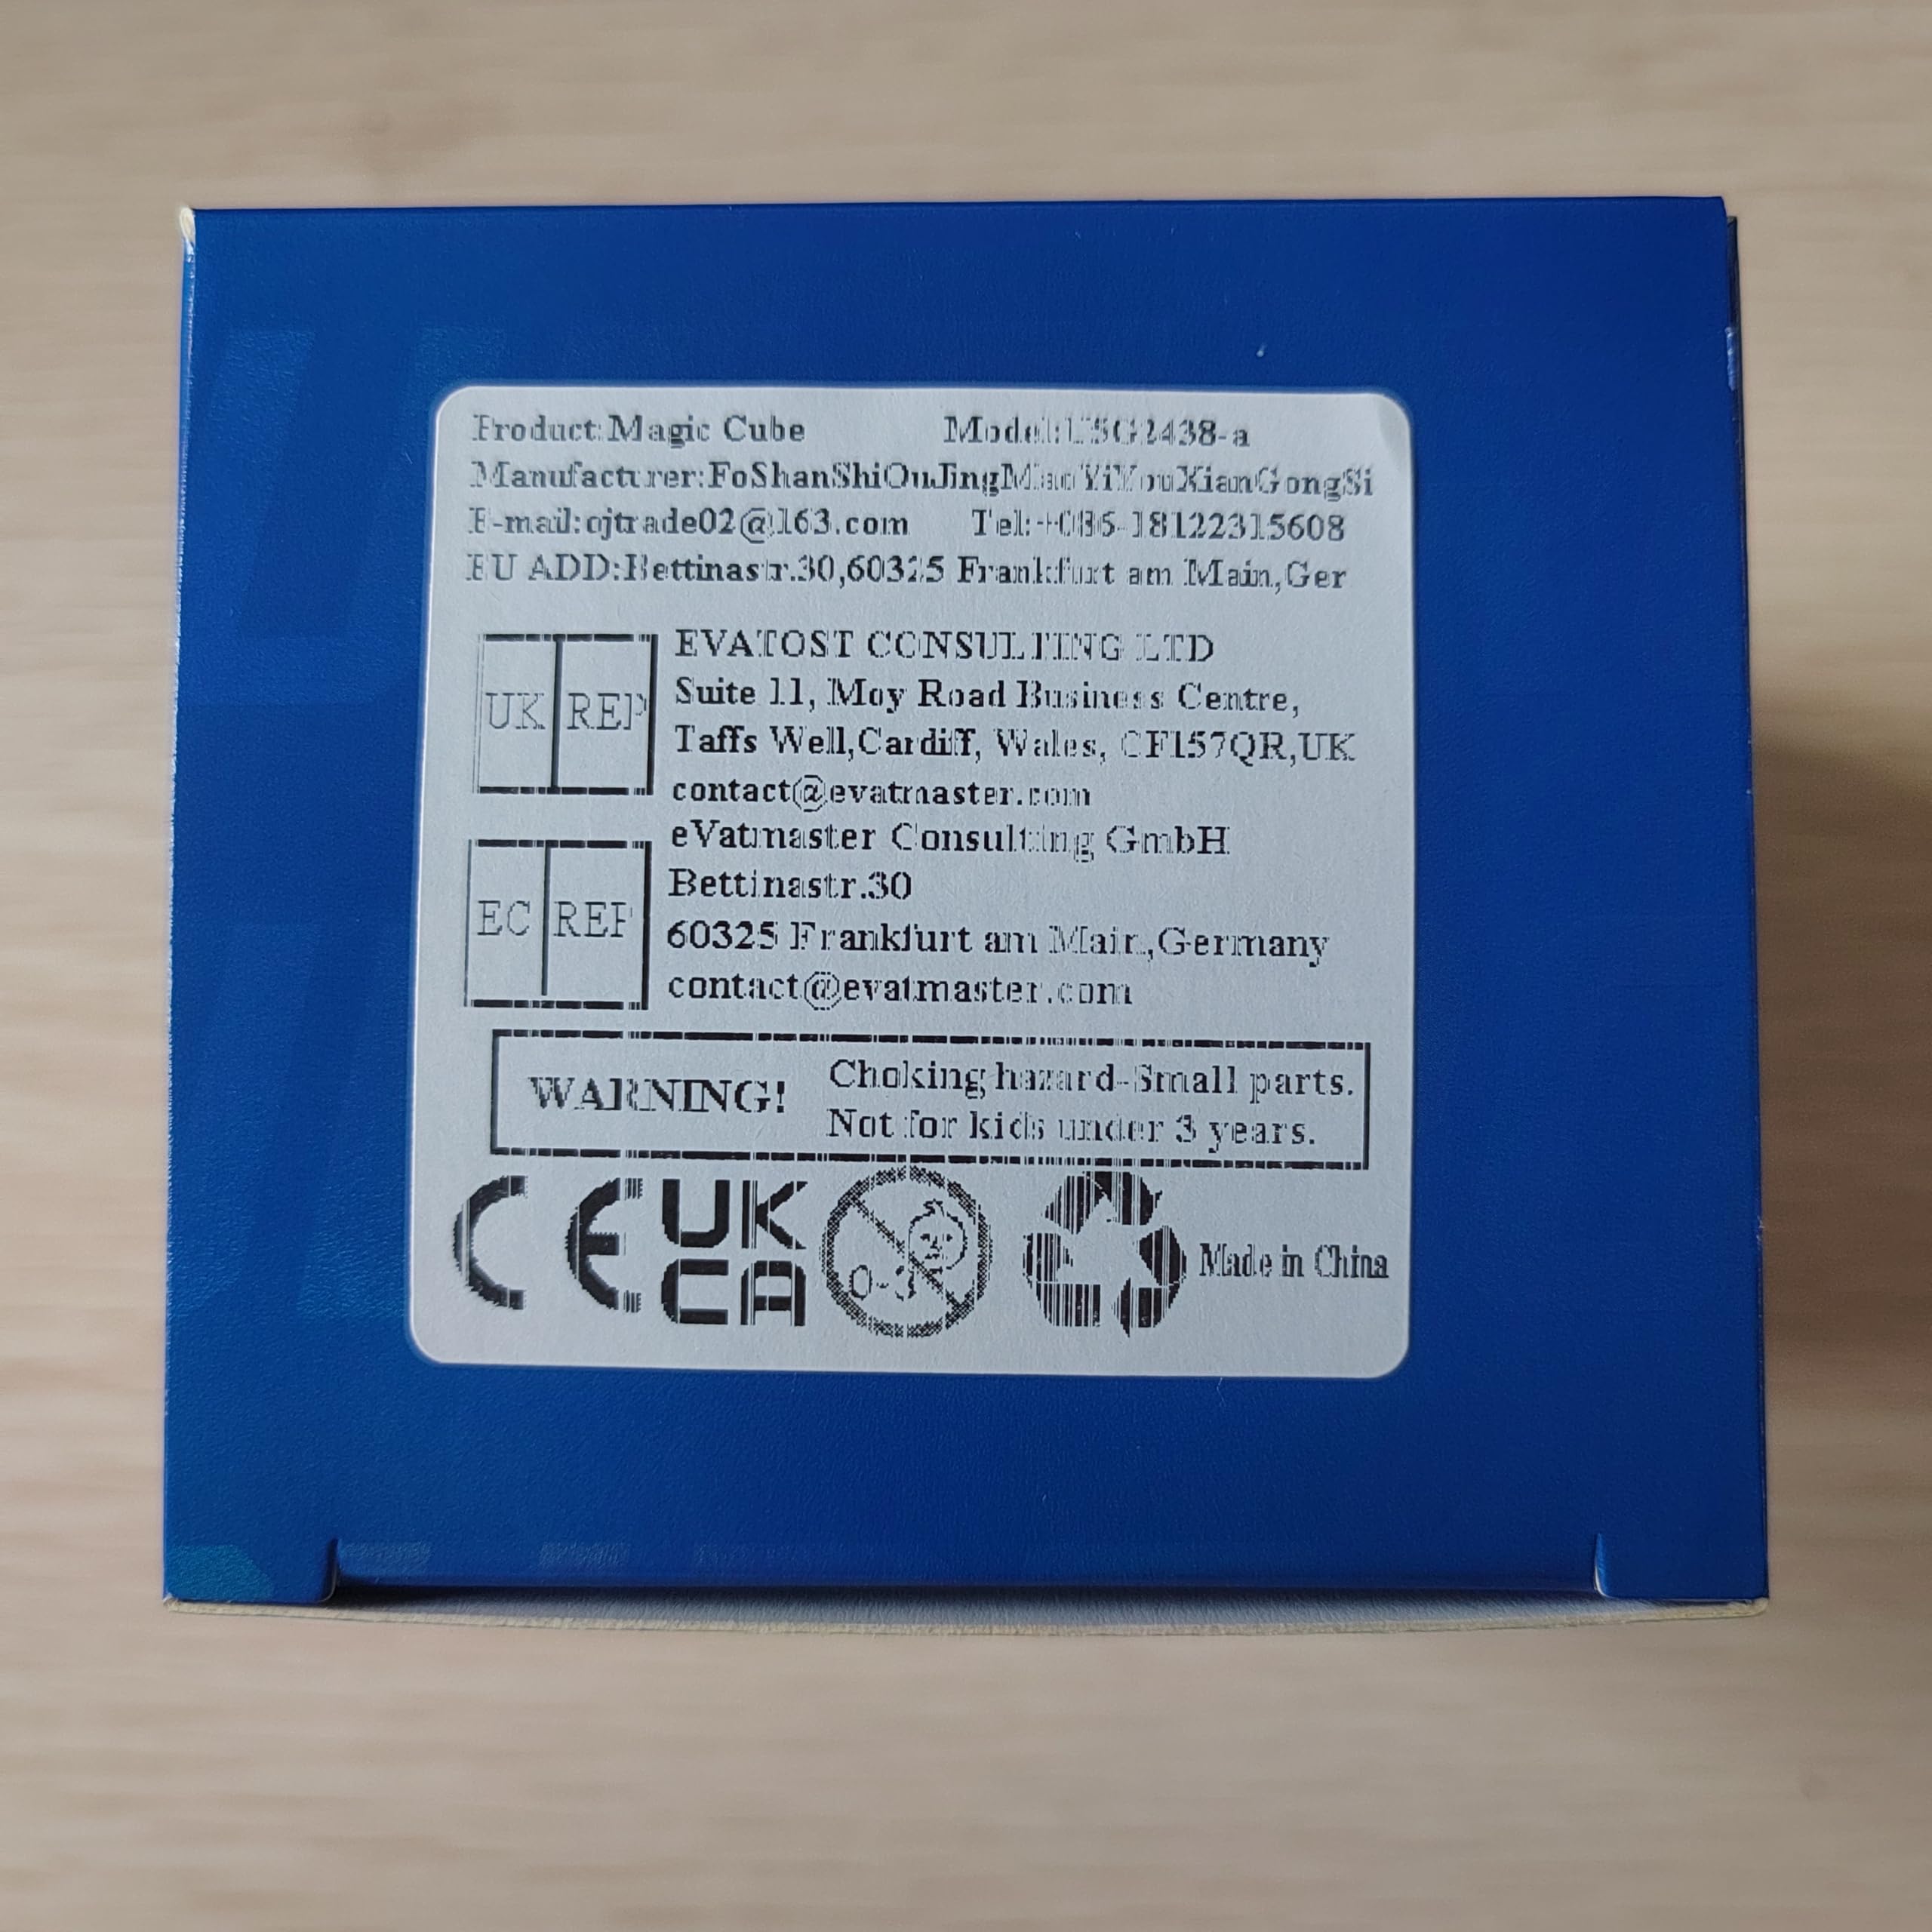 Product:Magic Cube Model:USG2438-a
Manufacturer:FoShanShiOuJingMaoYiYouXianGongSi
E-mail:ojtrade02@163.com Tel:+086-18122315608
EU ADD:Bettinastr.30,60325 Frankfurt am Main,Ger
UK REP
EVATOST CONSULTING LTD
Suite 11, Moy Road Business Centre,
Taffs Well,Cardiff, Wales, CF157QR,UK
contact@evatmaster.com
EC REP
eVatmaster Consulting GmbH
Bettinastr.30
60325 Frankfurt am Main,Germany
contact@evatmaster.com
WARNING!
Choking hazard-Small parts.
Not for kids under 3 years.
CE UK
CA
0-3
Made in China